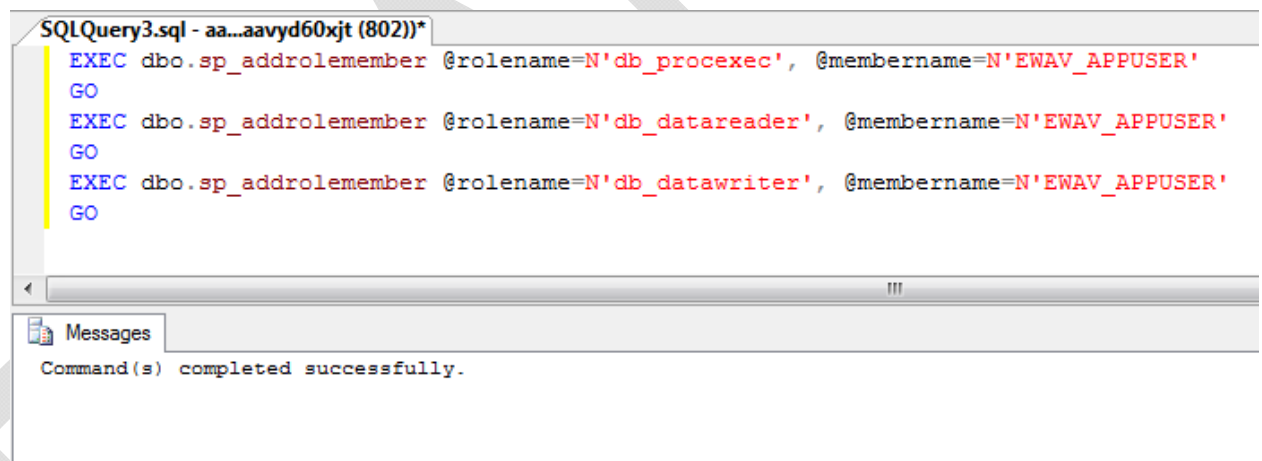 SQLQuery3.sql - aa...aavyd60xjt (802))*
EXEC dbo.sp_addrolemember @rolename=N'db_procexec', @membername=N'EWAV_APPUSER'
GO
EXEC dbo.sp_addrolemember @rolename=N'db_datareader', @membername=N'EWAV_APPUSER'
GO
EXEC dbo.sp_addrolemember @rolename=N'db_datawriter', @membername=N'EWAV_APPUSER'
GO
Messages
Command(s) completed successfully.